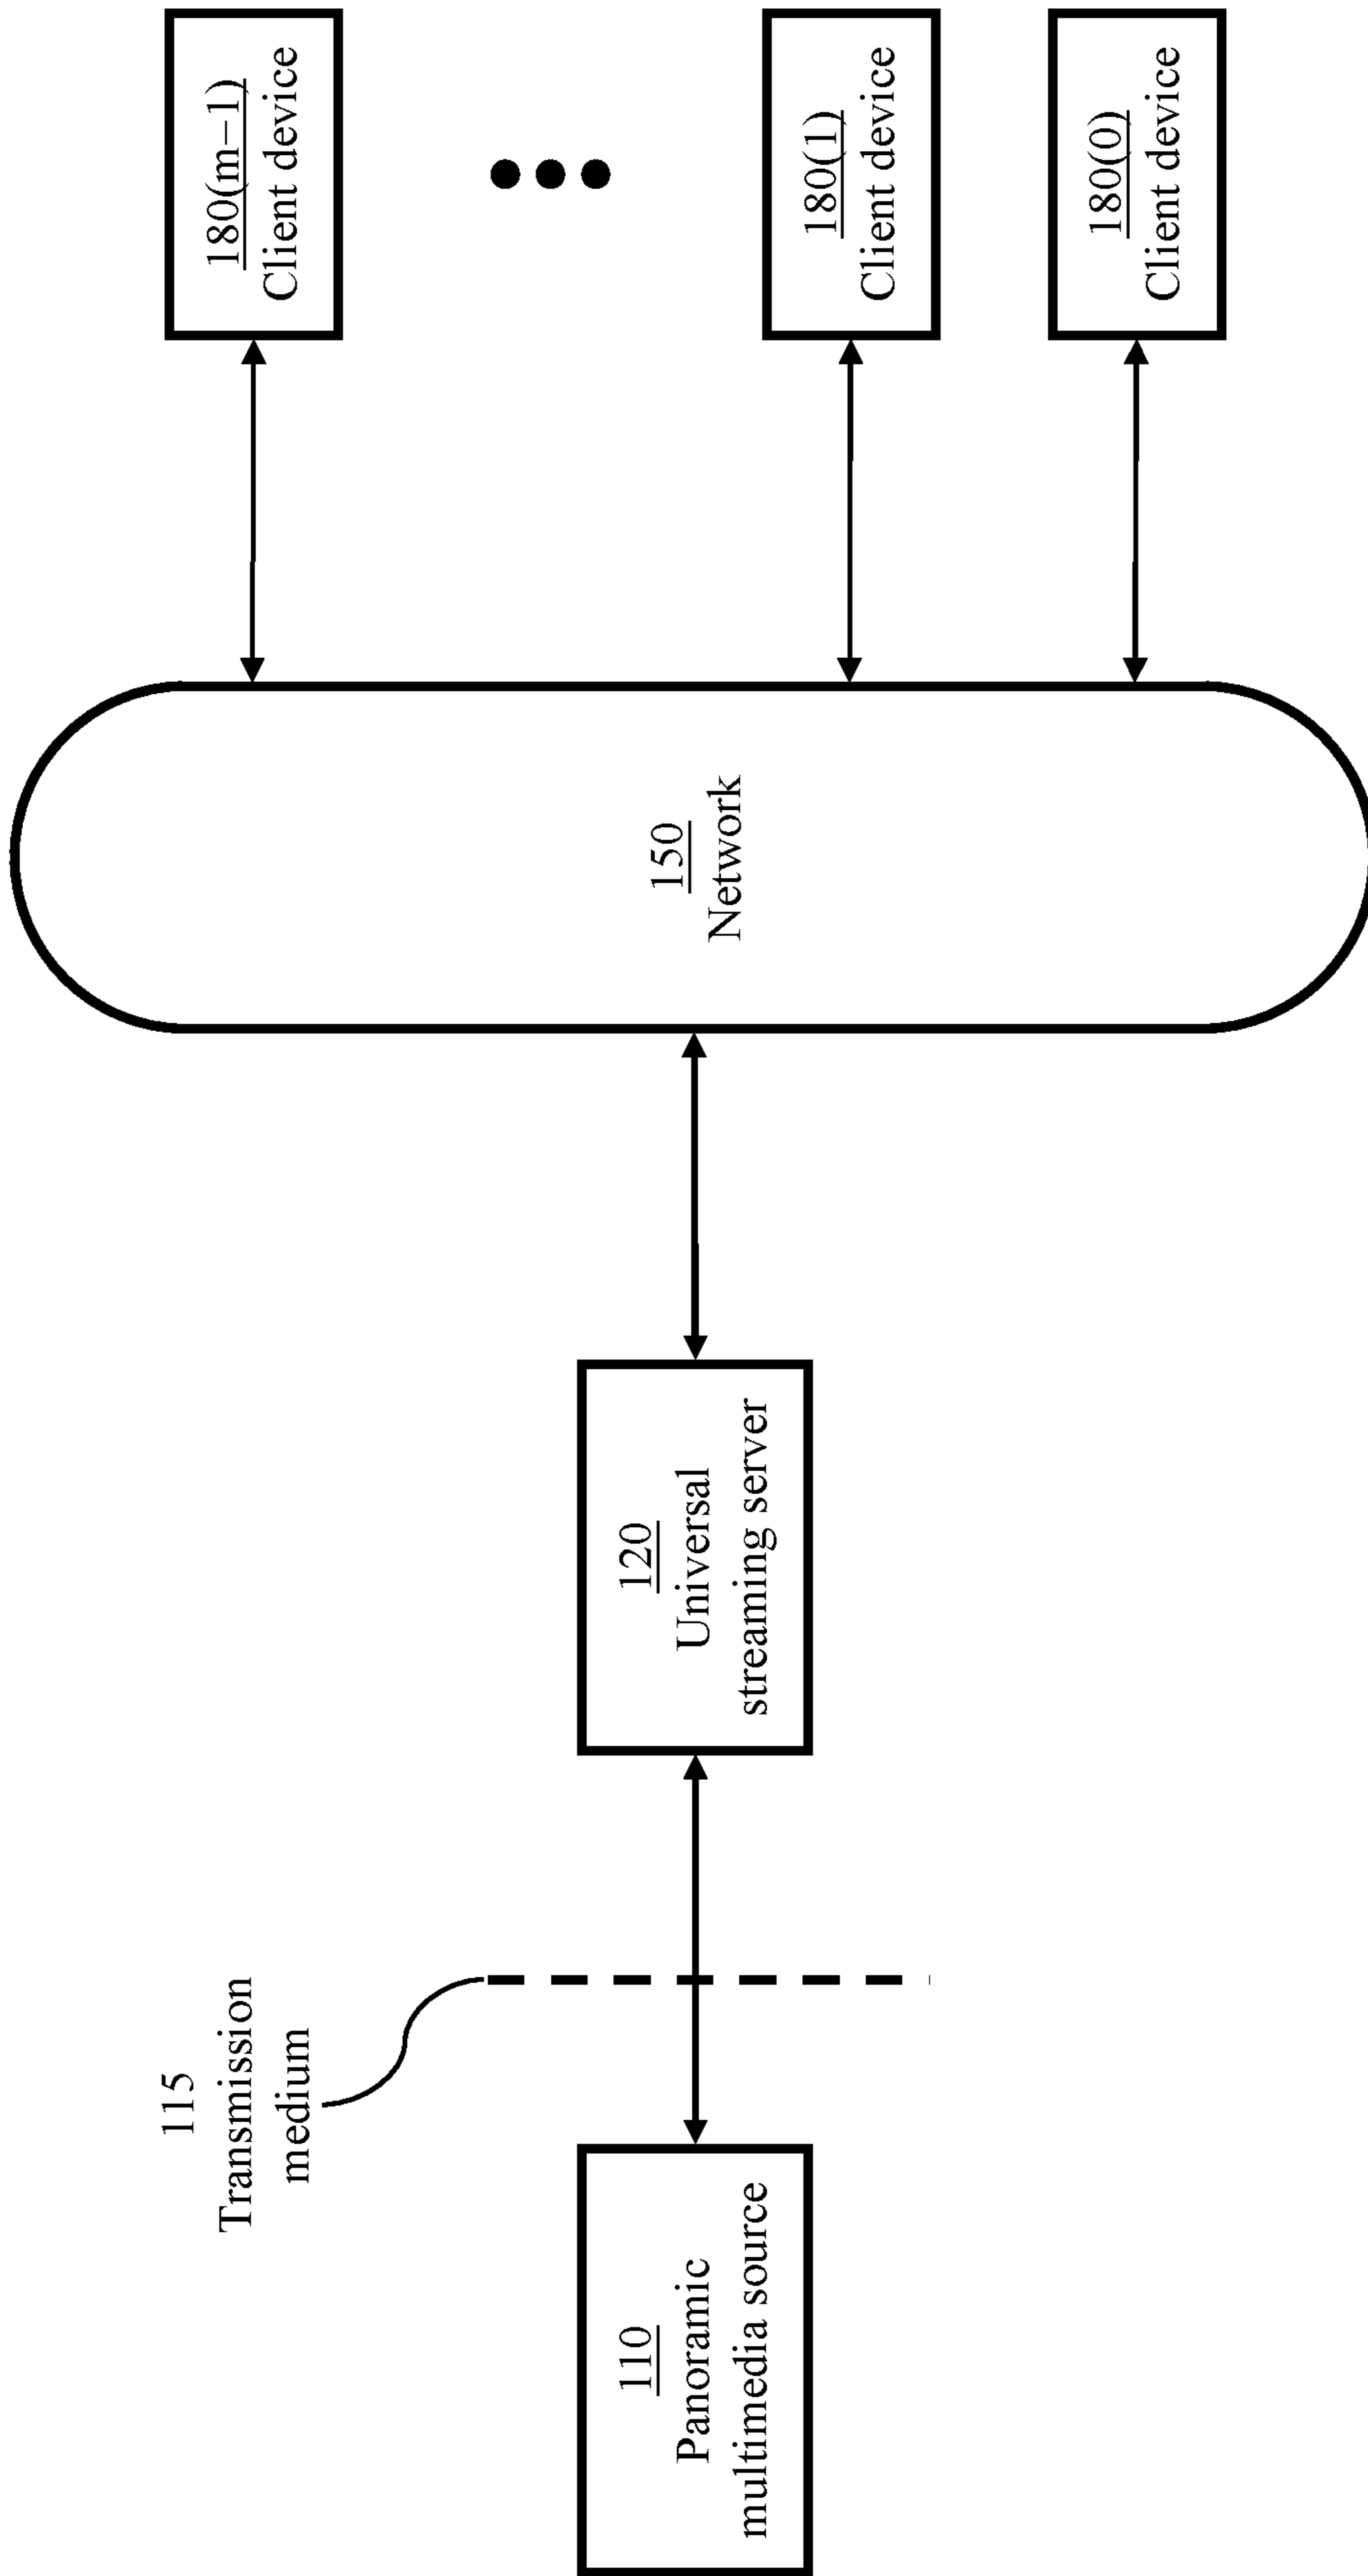 115
Transmission
medium
110
Panoramic
multimedia source
120
Universal
streaming server
150
Network
180(m−1)
Client device
180(1)
Client device
180(0)
Client device